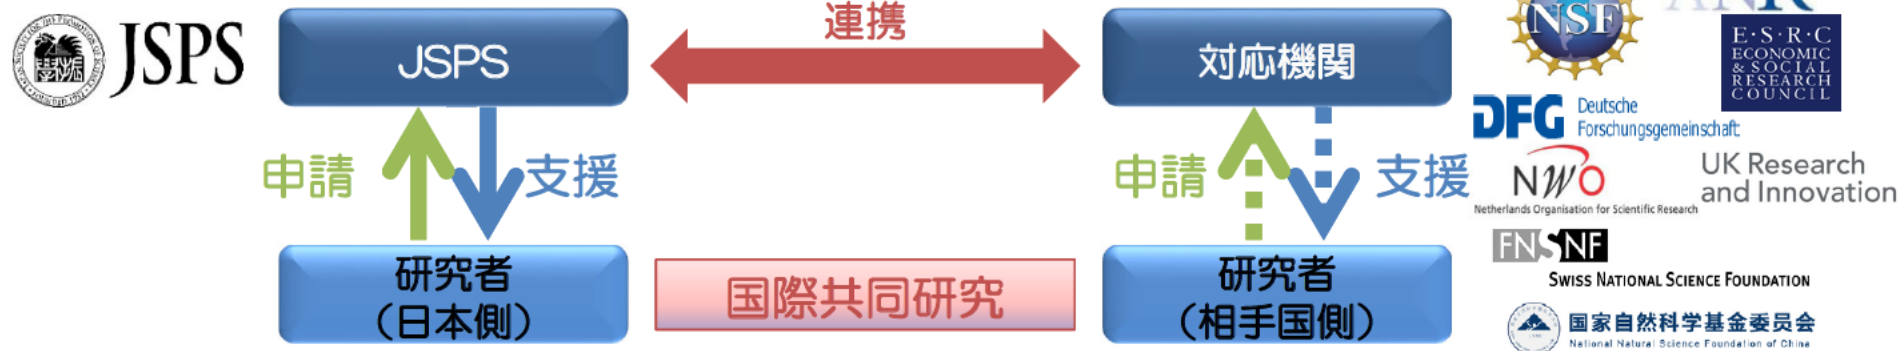 JSPS
JSPS
連携
対応機関
NSF
ANR
E·S·R·C
ECONOMIC
& SOCIAL
RESEARCH
COUNCIL
DFG
Deutsche
Forschungsgemeinschaft
申請
支援
申請
支援
NWO
Netherlands Organisation for Scientific Research
UK Research
and Innovation
研究者
（日本側）
国際共同研究
研究者
（相手国側）
FNSNF
SWISS NATIONAL SCIENCE FOUNDATION
国家自然科学基金委员会
National Natural Science Foundation of China